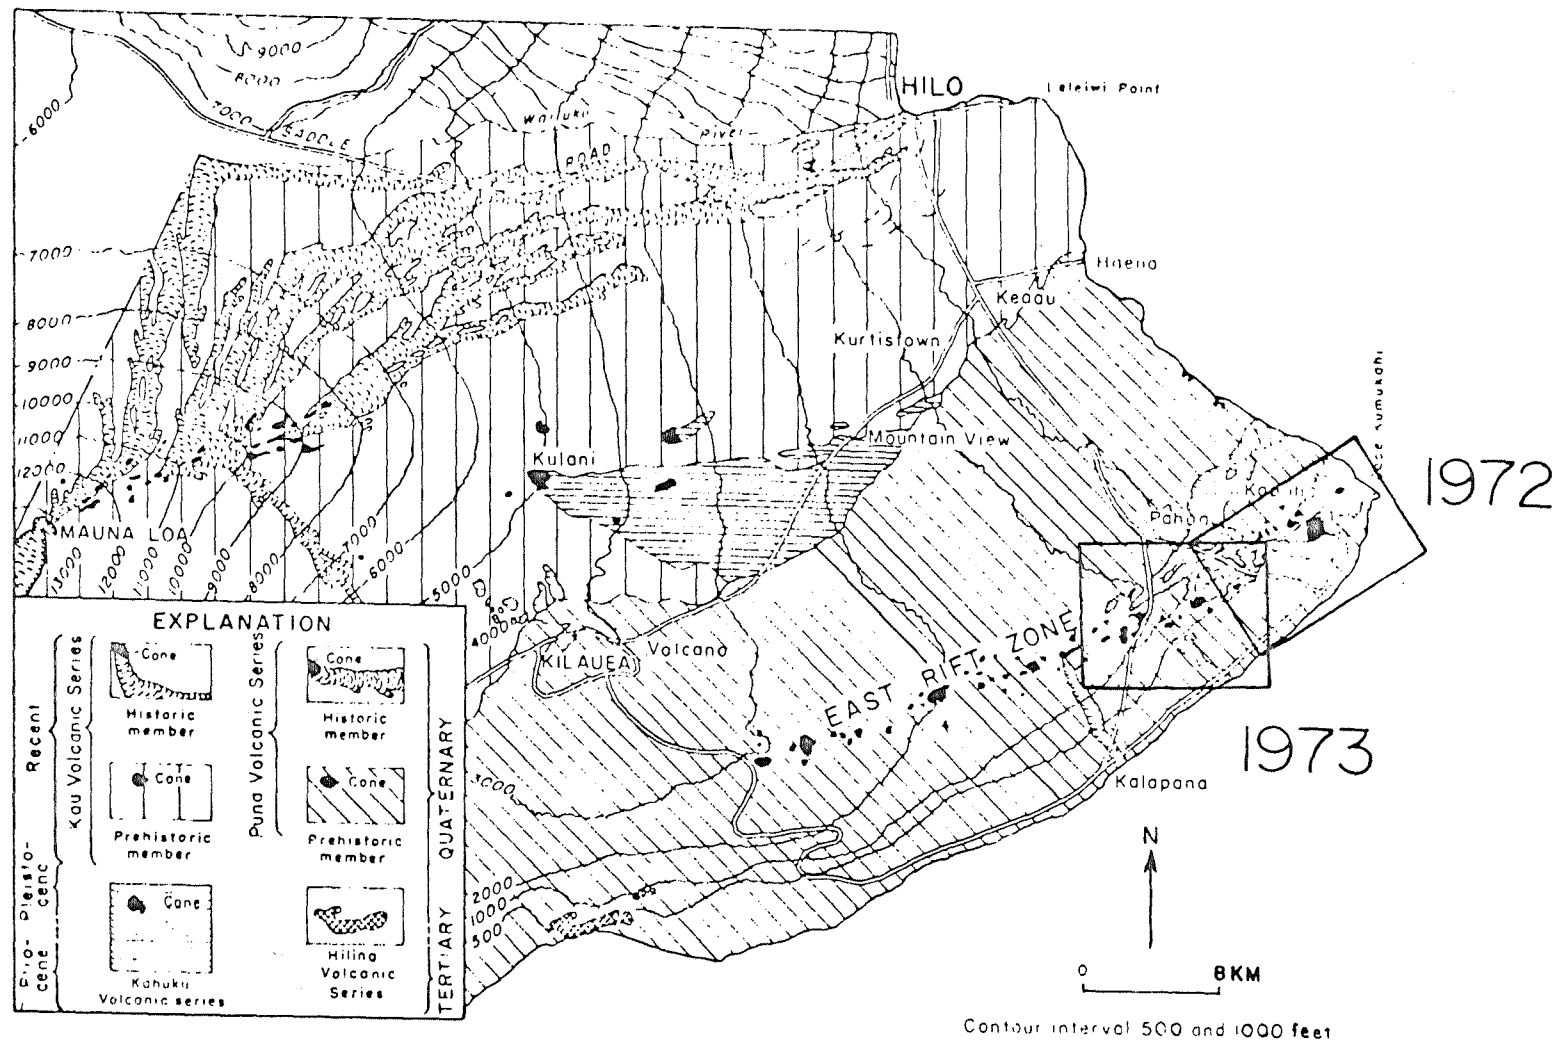 9000
8000
7000
6000
HILO
Leleiwi Point
SADDLE
Wailuku
River
ROAD
7000
8000
9000
10000
11000
12000
Haena
Keaau
Kurtistown
Mountain View
Kulani
MAUNA LOA
13000
12000
11000
10000
9000
8000
7000
6000
5000
4000
Pahoa
1972
KILAUEA
Volcano
EAST RIFT ZONE
1973
Kalapana
3000
2000
1000
500
EXPLANATION
Recent
Kau Volcanic Series
Puna Volcanic Series
QUATERNARY
TERTIARY
Cone
Historic
member
Cone
Historic
member
Cone
Prehistoric
member
Cone
Prehistoric
member
Cone
Kahuku
Volcanic series
Hilina
Volcanic
Series
Pleisto-
cene
Plio-
cene
N
0 8KM
Contour interval 500 and 1000 feet